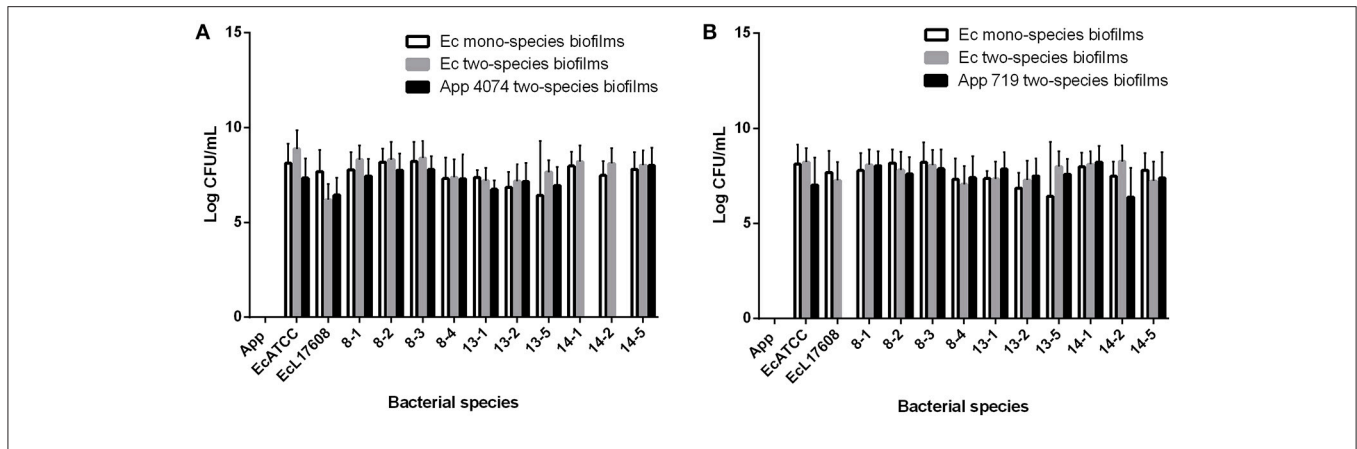 A
Ec mono-species biofilms
Ec two-species biofilms
App 4074 two-species biofilms
Log CFU/mL
15
10
5
0
App
EcATCC
EcL17608
8-1
8-2
8-3
8-4
13-1
13-2
13-5
14-1
14-2
14-5
Bacterial species
B
Ec mono-species biofilms
Ec two-species biofilms
App 719 two-species biofilms
Log CFU/mL
15
10
5
0
App
EcATCC
EcL17608
8-1
8-2
8-3
8-4
13-1
13-2
13-5
14-1
14-2
14-5
Bacterial species